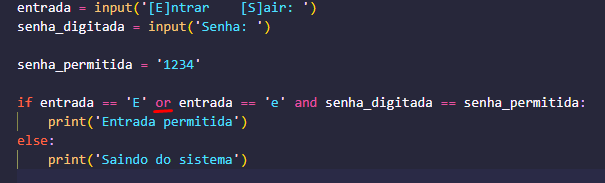 entrada = input('[E]ntrar    [S]air: ')
senha_digitada = input('Senha: ')
senha_permitida = '1234'
if entrada == 'E' or entrada == 'e' and senha_digitada == senha_permitida:
    print('Entrada permitida')
else:
    print('Saindo do sistema')